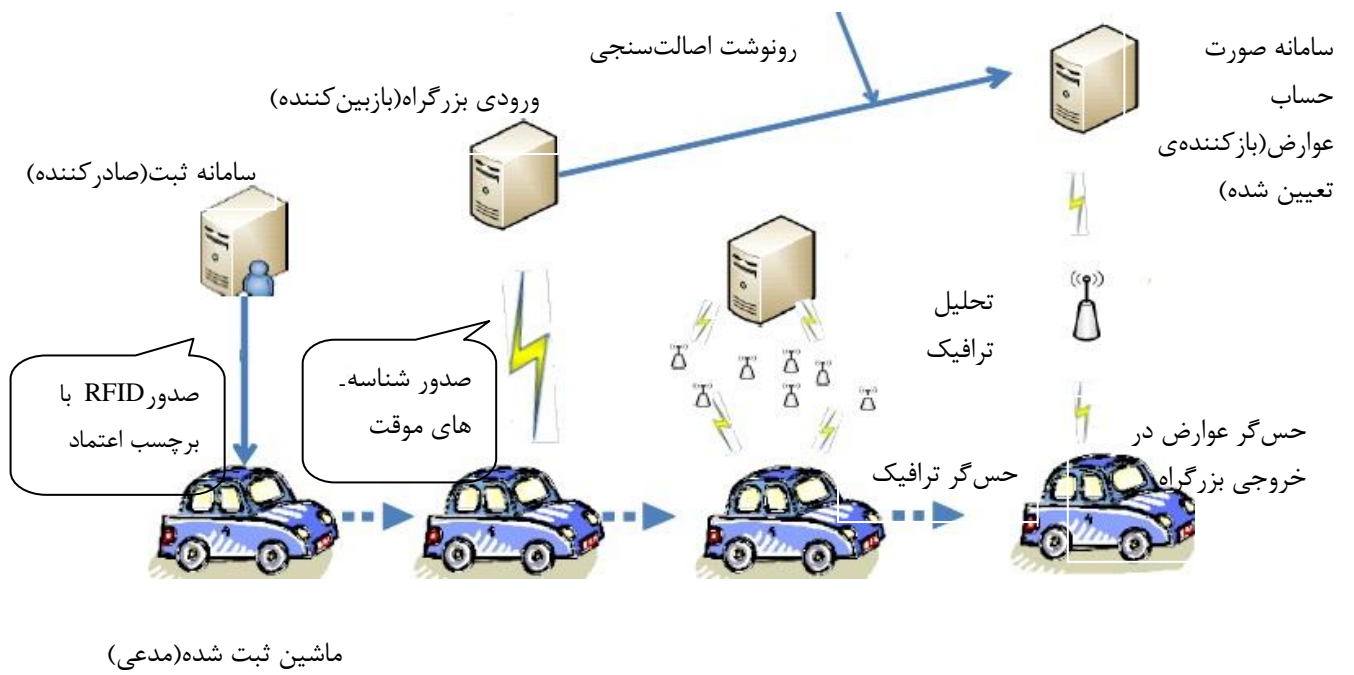 رونوشت اصالت‌سنجی
سامانه صورت
حساب
عوارض(بازکننده‌ی
تعیین شده)
ورودی بزرگراه(بازبین‌کننده)
سامانه ثبت(صادرکننده)
تحلیل
ترافیک
صدور شناسه-
های موقت
صدور RFID با
برچسب اعتماد
حس‌گر عوارض در
خروجی بزرگراه
حس‌گر ترافیک
ماشین ثبت شده(مدعی)